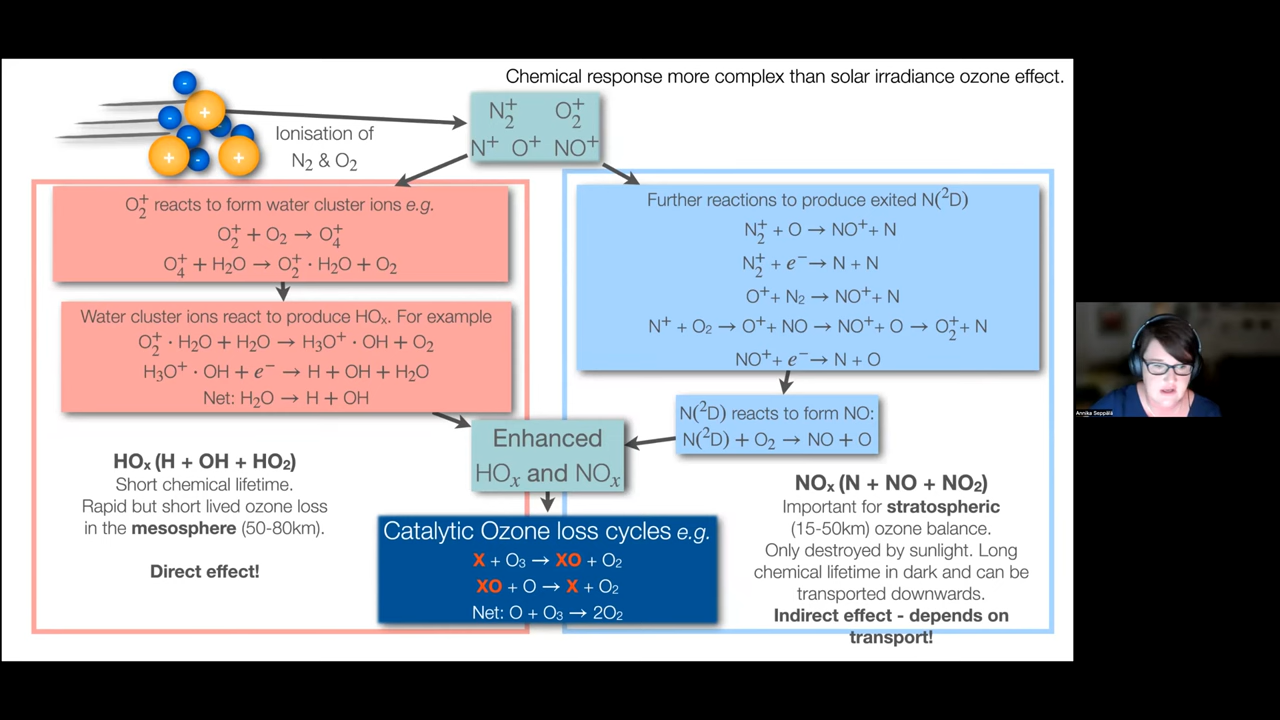 Chemical response more complex than solar irradiance ozone effect.
Ionisation of
N₂ & O₂
N₂⁺ O₂⁺
N⁺ O⁺ NO⁺
O₂⁺ reacts to form water cluster ions e.g.
O₂⁺ + O₂ → O₄⁺
O₄⁺ + H₂O → O₂⁺ · H₂O + O₂
Water cluster ions react to produce HOₓ. For example
O₂⁺ · H₂O + H₂O → H₃O⁺ · OH + O₂
H₃O⁺ · OH + e⁻ → H + OH + H₂O
Net: H₂O → H + OH
HOₓ (H + OH + HO₂)
Short chemical lifetime.
Rapid but short lived ozone loss
in the mesosphere (50-80km).
Direct effect!
Further reactions to produce exited N(²D)
N₂⁺ + O → NO⁺ + N
N₂⁺ + e⁻ → N + N
O⁺ + N₂ → NO⁺ + N
N⁺ + O₂ → O⁺ + NO → NO⁺ + O → O₂⁺ + N
NO⁺ + e⁻ → N + O
N(²D) reacts to form NO:
N(²D) + O₂ → NO + O
Enhanced
HOₓ and NOₓ
Catalytic Ozone loss cycles e.g.
X + O₃ → XO + O₂
XO + O → X + O₂
Net: O + O₃ → 2O₂
NOₓ (N + NO + NO₂)
Important for stratospheric
(15-50km) ozone balance.
Only destroyed by sunlight. Long
chemical lifetime in dark and can be
transported downwards.
Indirect effect - depends on
transport!
+
+
+
Annika Seppälä